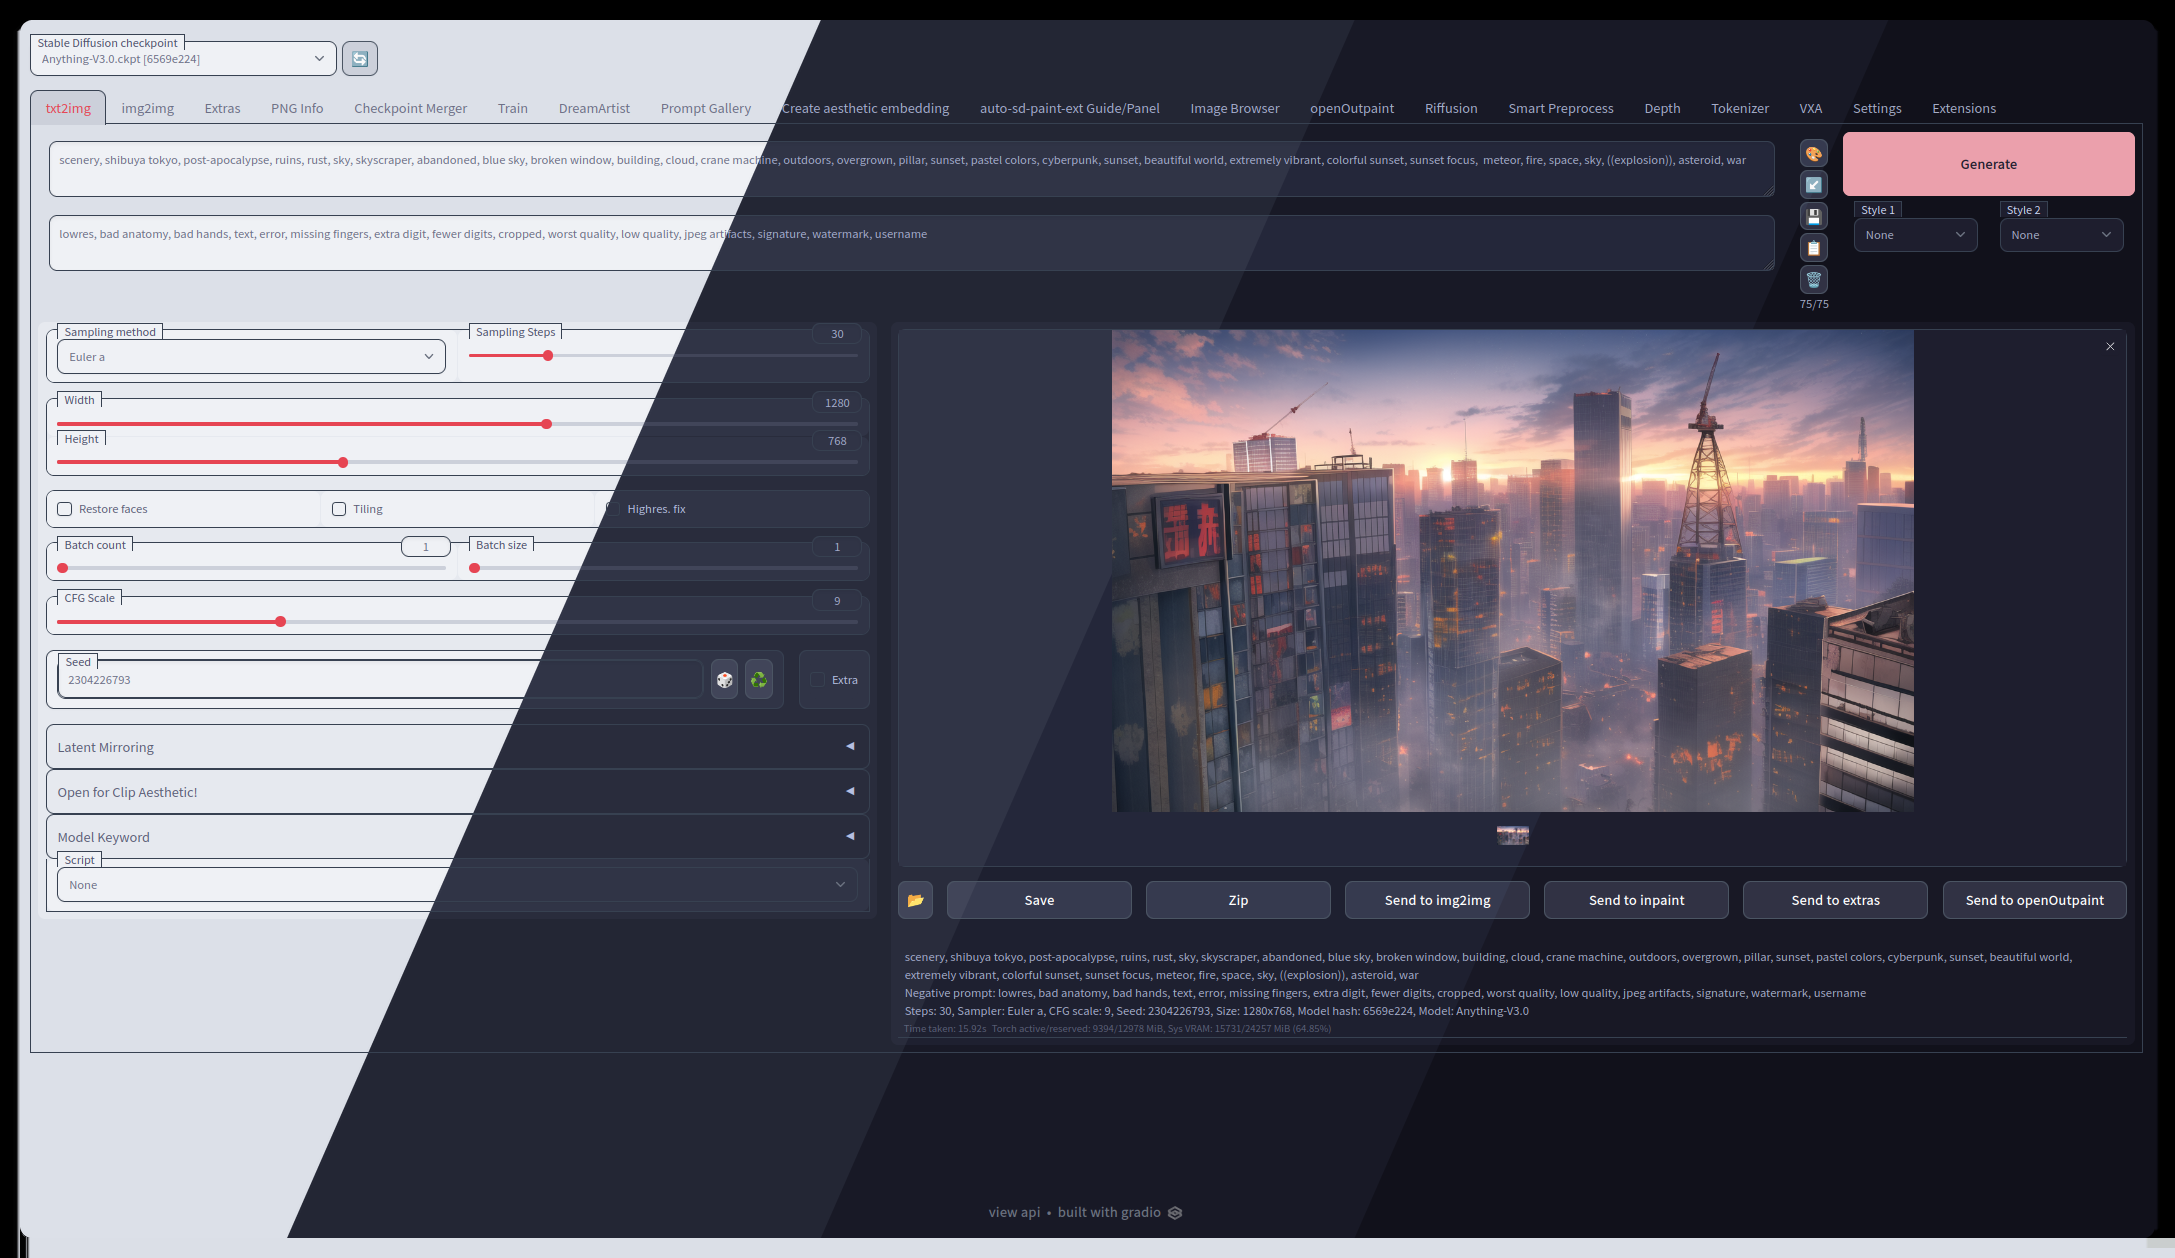 Stable Diffusion checkpoint
Anything-V3.0.ckpt [6569e224]
txt2img img2img Extras PNG Info Checkpoint Merger Train DreamArtist Prompt Gallery Create aesthetic embedding auto-sd-paint-ext Guide/Panel Image Browser openOutpaint Riffusion Smart Preprocess Depth Tokenizer VXA Settings Extensions
scenery, shibuya tokyo, post-apocalypse, ruins, rust, sky, skyscraper, abandoned, blue sky, broken window, building, cloud, crane machine, outdoors, overgrown, pillar, sunset, pastel colors, cyberpunk, sunset, beautiful world, extremely vibrant, colorful sunset, sunset focus, meteor, fire, space, sky, ((explosion)), asteroid, war
Generate
Style 1 Style 2
None None
lowres, bad anatomy, bad hands, text, error, missing fingers, extra digit, fewer digits, cropped, worst quality, low quality, jpeg artifacts, signature, watermark, username
75/75
Sampling method Sampling Steps 30
Euler a
Width 1280
Height 768
Restore faces Tiling Highres. fix
Batch count 1 Batch size 1
CFG Scale 9
Seed
2304226793 Extra
Latent Mirroring
Open for Clip Aesthetic!
Model Keyword
Script
None
Save Zip Send to img2img Send to inpaint Send to extras Send to openOutpaint
scenery, shibuya tokyo, post-apocalypse, ruins, rust, sky, skyscraper, abandoned, blue sky, broken window, building, cloud, crane machine, outdoors, overgrown, pillar, sunset, pastel colors, cyberpunk, sunset, beautiful world,
extremely vibrant, colorful sunset, sunset focus, meteor, fire, space, sky, ((explosion)), asteroid, war
Negative prompt: lowres, bad anatomy, bad hands, text, error, missing fingers, extra digit, fewer digits, cropped, worst quality, low quality, jpeg artifacts, signature, watermark, username
Steps: 30, Sampler: Euler a, CFG scale: 9, Seed: 2304226793, Size: 1280x768, Model hash: 6569e224, Model: Anything-V3.0
Time taken: 15.92s Torch active/reserved: 9394/12978 MiB, Sys VRAM: 15731/24257 MiB (64.85%)
view api • built with gradio